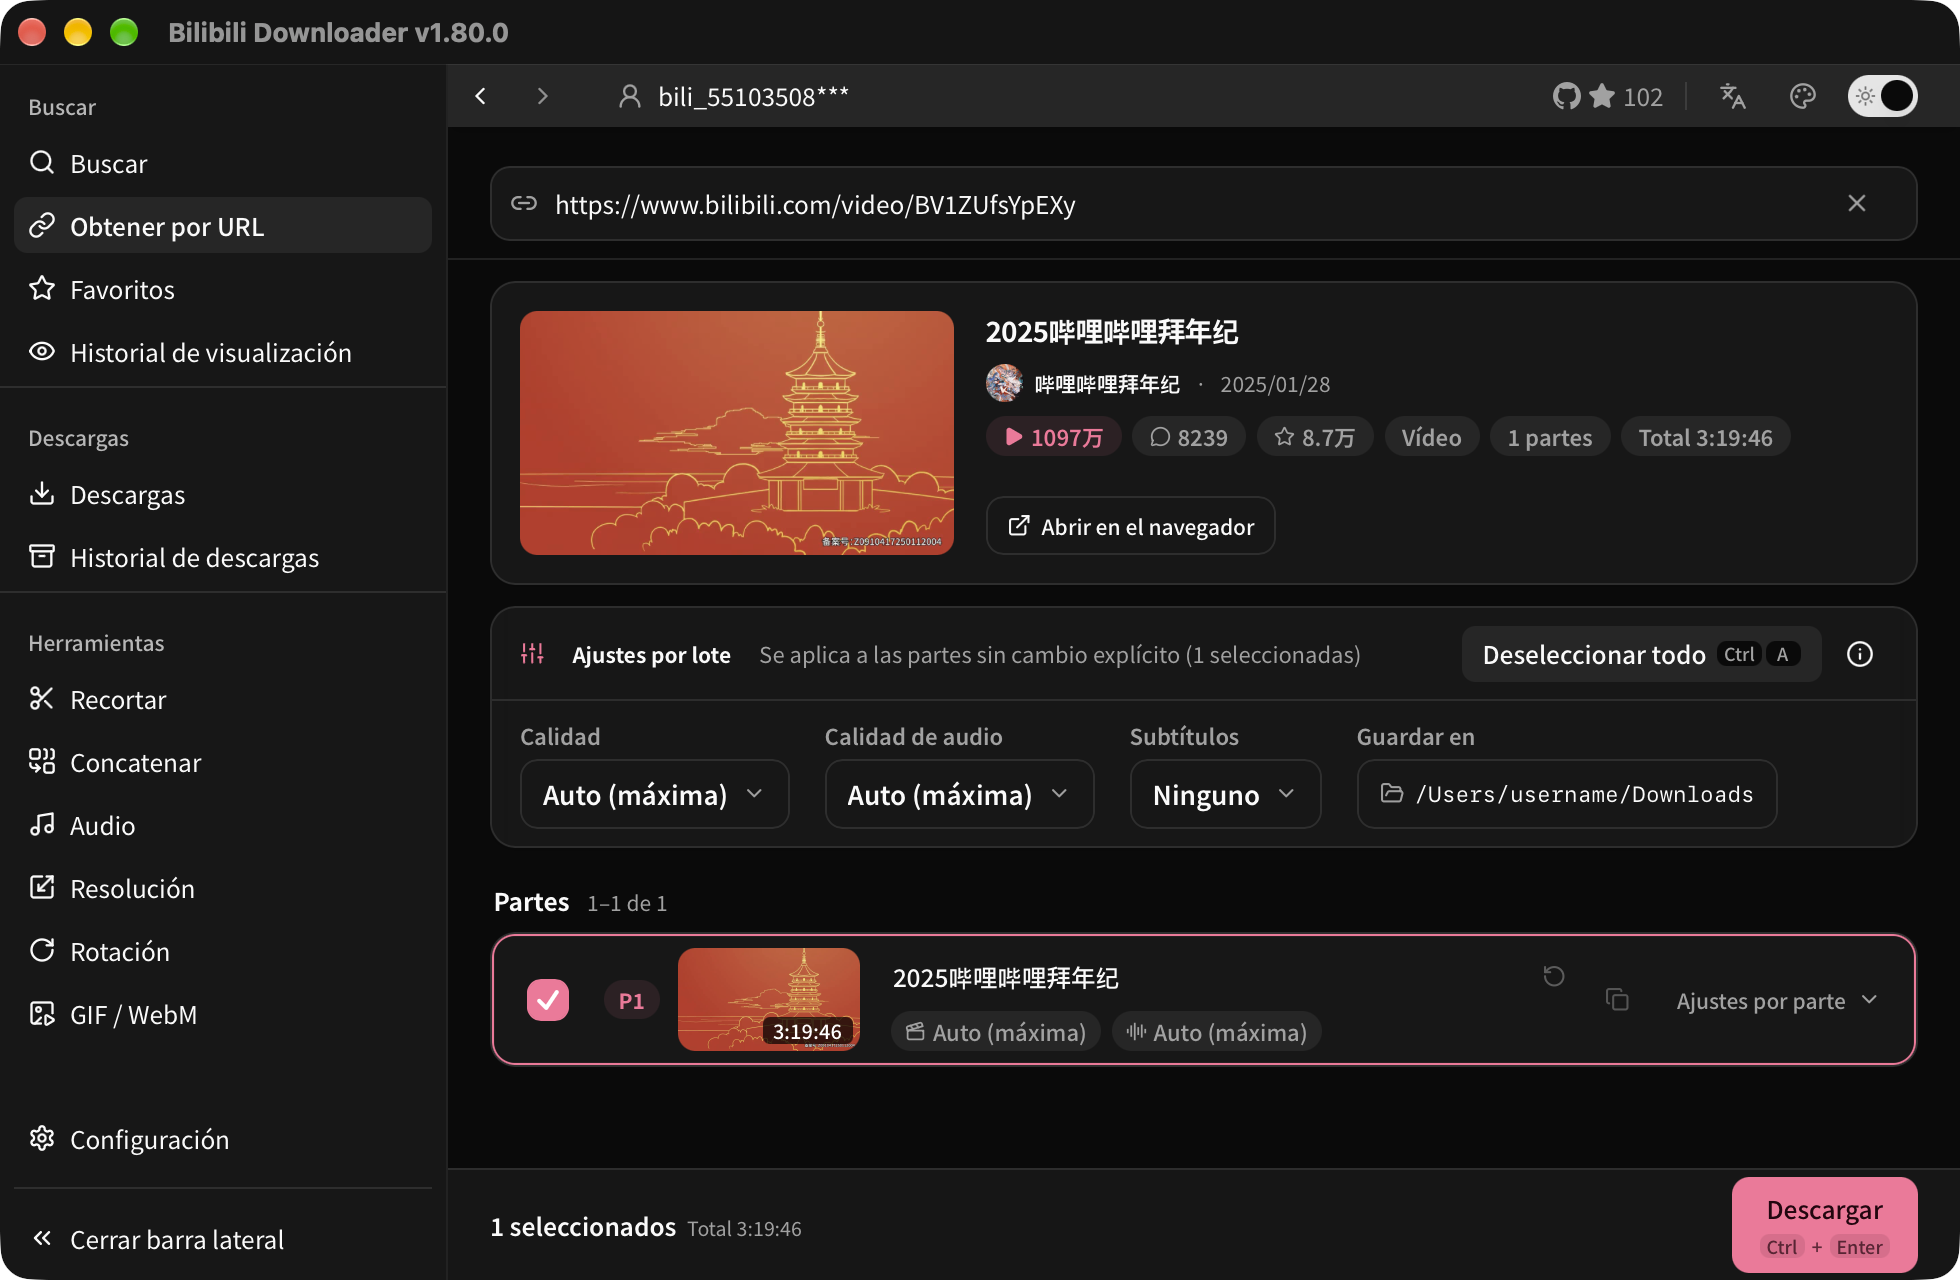 Bilibili Downloader v1.80.0
Buscar
Buscar
Obtener por URL
Favoritos
Historial de visualización
Descargas
Descargas
Historial de descargas
Herramientas
Recortar
Concatenar
Audio
Resolución
Rotación
GIF / WebM
Configuración
Cerrar barra lateral
bili_55103508***
102
https://www.bilibili.com/video/BV1ZUfsYpEXy
备案号:Z0910417250112004
2025哔哩哔哩拜年纪
哔哩哔哩拜年纪 · 2025/01/28
1097万 8239 8.7万 Vídeo 1 partes Total 3:19:46
Abrir en el navegador
Ajustes por lote Se aplica a las partes sin cambio explícito (1 seleccionadas) Deseleccionar todo Ctrl A
Calidad Calidad de audio Subtítulos Guardar en
Auto (máxima) Auto (máxima) Ninguno /Users/username/Downloads
Partes 1–1 de 1
P1
3:19:46
2025哔哩哔哩拜年纪
Auto (máxima) Auto (máxima)
Ajustes por parte
1 seleccionados Total 3:19:46
Descargar
Ctrl + Enter